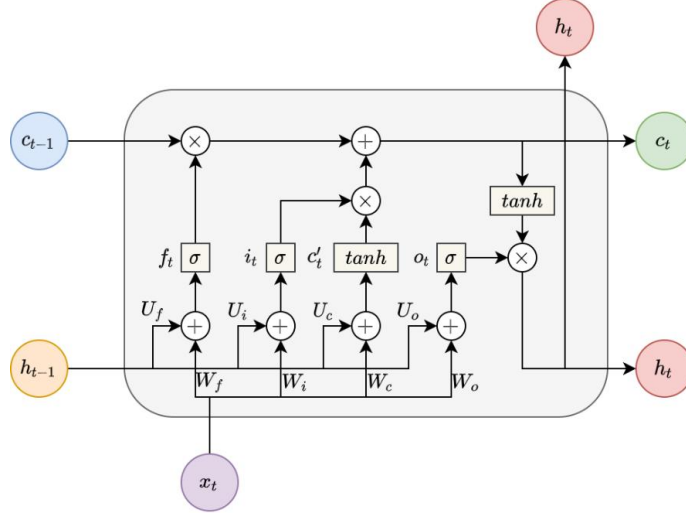 h_t
c_{t-1} × + c_t
tanh
×
f_t σ i_t σ c'_t tanh o_t σ ×
U_f U_i U_c U_o
+ + + +
h_{t-1} h_t
W_f W_i W_c W_o
x_t